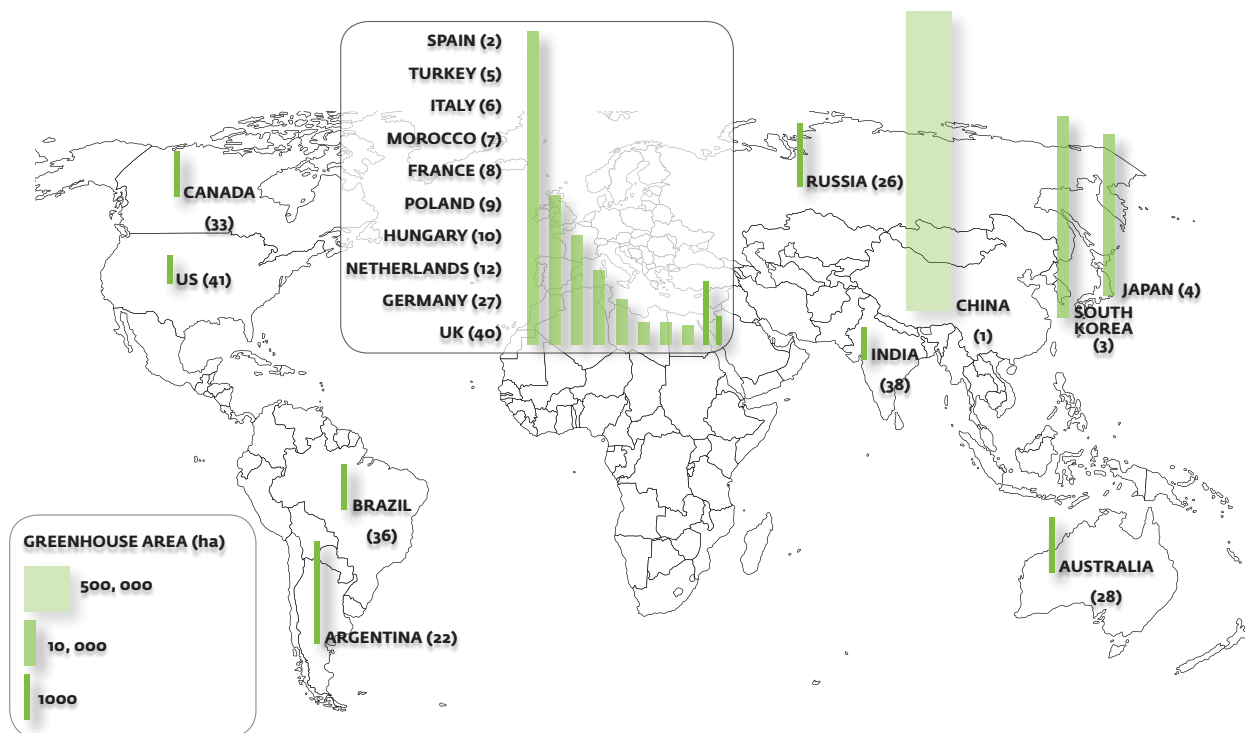 SPAIN (2)
TURKEY (5)
ITALY (6)
MOROCCO (7)
FRANCE (8)
POLAND (9)
HUNGARY (10)
NETHERLANDS (12)
GERMANY (27)
UK (40)
CANADA
(33)
US (41)
RUSSIA (26)
CHINA
(1)
JAPAN (4)
SOUTH
KOREA
(3)
INDIA
(38)
BRAZIL
(36)
ARGENTINA (22)
AUSTRALIA
(28)
GREENHOUSE AREA (ha)
500, 000
10, 000
1000